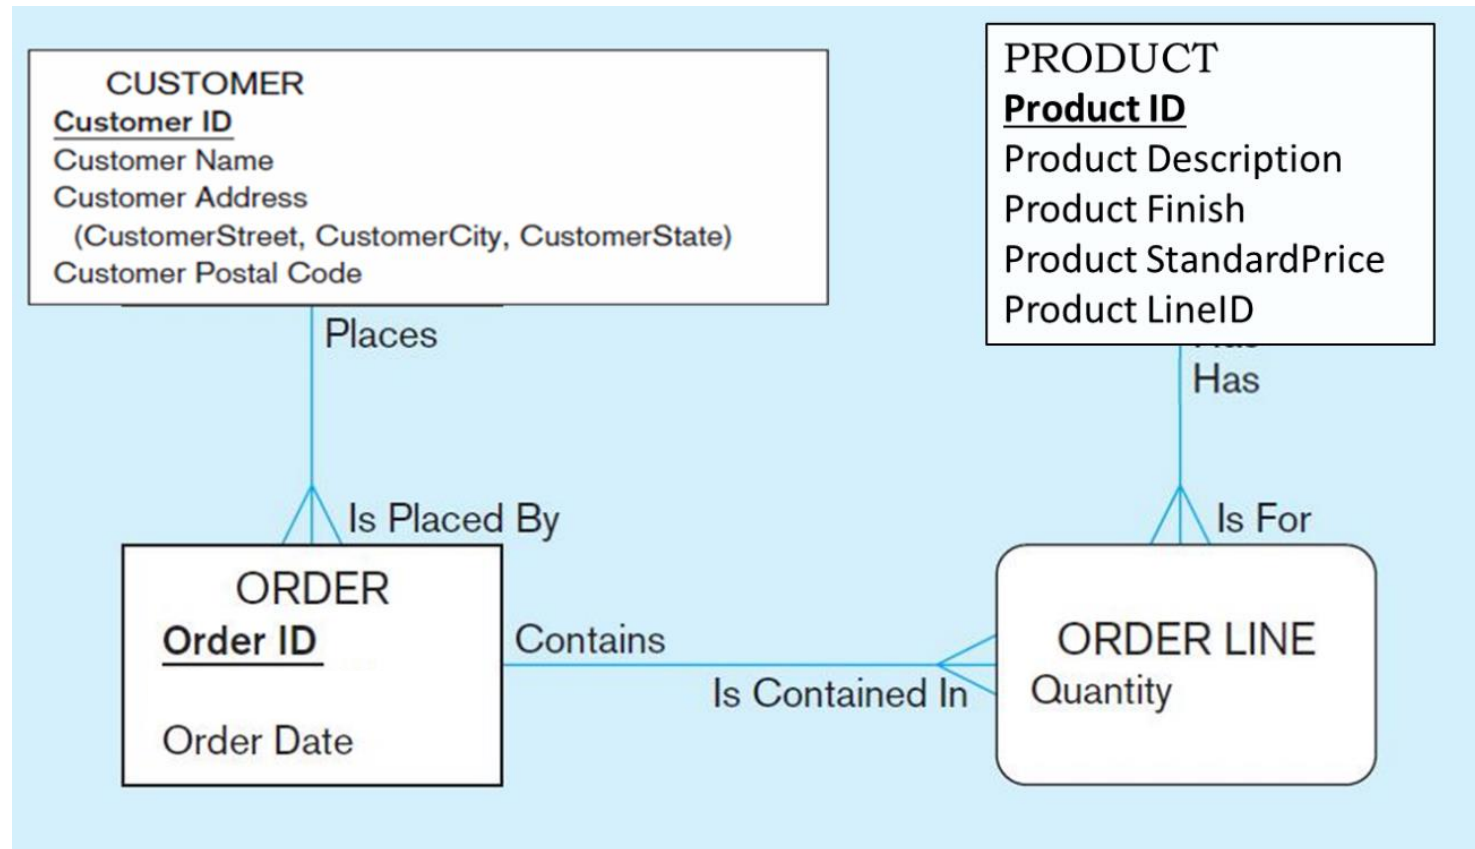 CUSTOMER
Customer ID
Customer Name
Customer Address
(CustomerStreet, CustomerCity, CustomerState)
Customer Postal Code
PRODUCT
Product ID
Product Description
Product Finish
Product StandardPrice
Product LineID
Places
Has
Is Placed By
Is For
ORDER
Order ID
Order Date
Contains
Is Contained In
ORDER LINE
Quantity